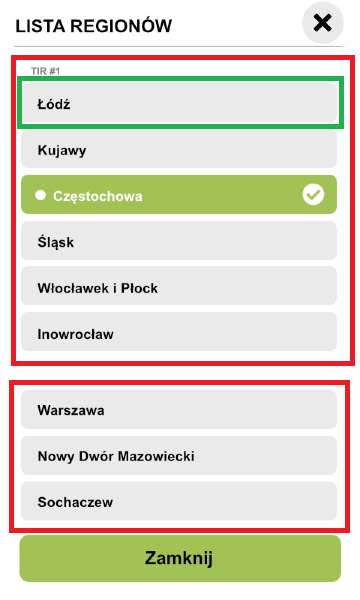 LISTA REGIONÓW
TIR #1
Łódź
Kujawy
Częstochowa
Śląsk
Włocławek i Płock
Inowrocław
Warszawa
Nowy Dwór Mazowiecki
Sochaczew
Zamknij